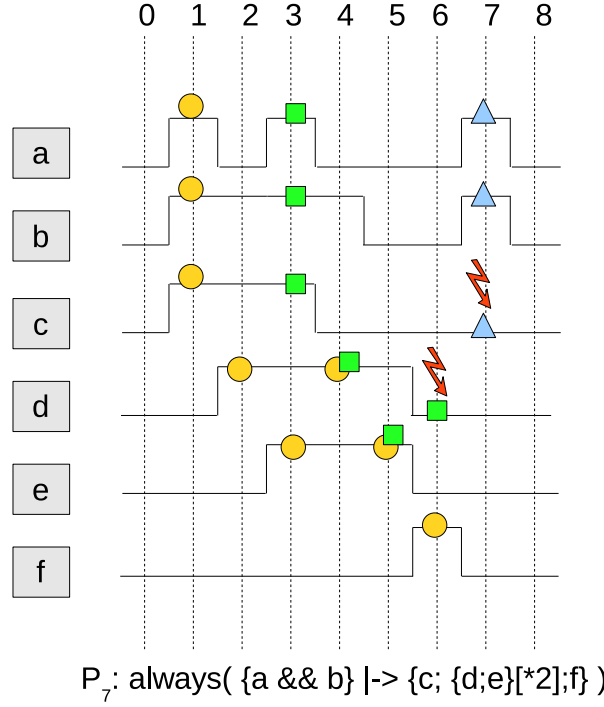 0 1 2 3 4 5 6 7 8
a
b
c
d
e
f
P₇: always( {a && b} |-> {c; {d;e}[*2];f} )